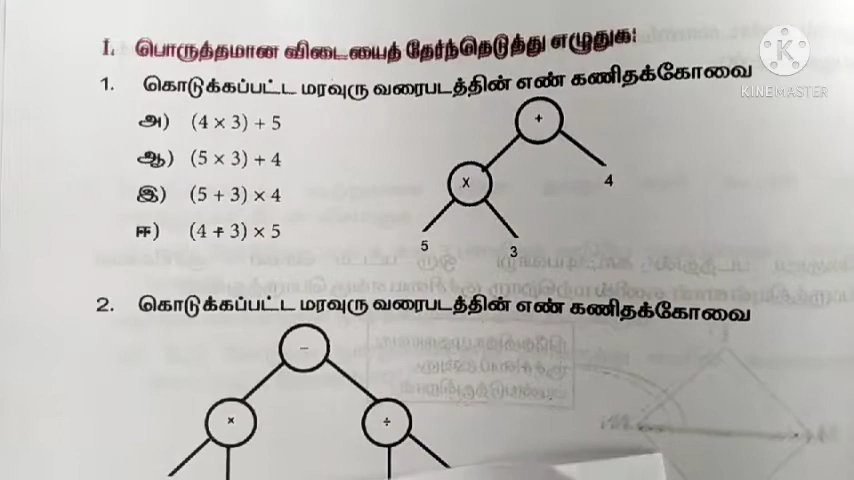 I. பொருத்தமான விடையைத் தேர்ந்தெடுத்து எழுதுக:
1. கொடுக்கப்பட்ட மரவுரு வரைபடத்தின் எண் கணிதக்கோவை
அ) (4 × 3) + 5
ஆ) (5 × 3) + 4
இ) (5 + 3) × 4
ஈ) (4 + 3) × 5
+
X
4
5
3
2. கொடுக்கப்பட்ட மரவுரு வரைபடத்தின் எண் கணிதக்கோவை
−
×
÷
K
KINEMASTER